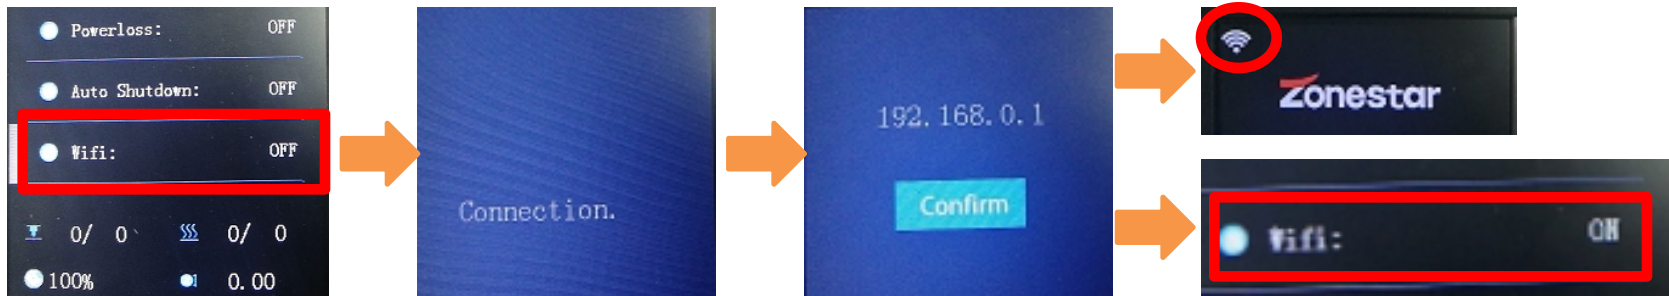 Powerloss: OFF
Auto Shutdown: OFF
Wifi: OFF
0/ 0 0/ 0
100% 0.00
Connection.
192.168.0.1
Confirm
Zonestar
Wifi: ON